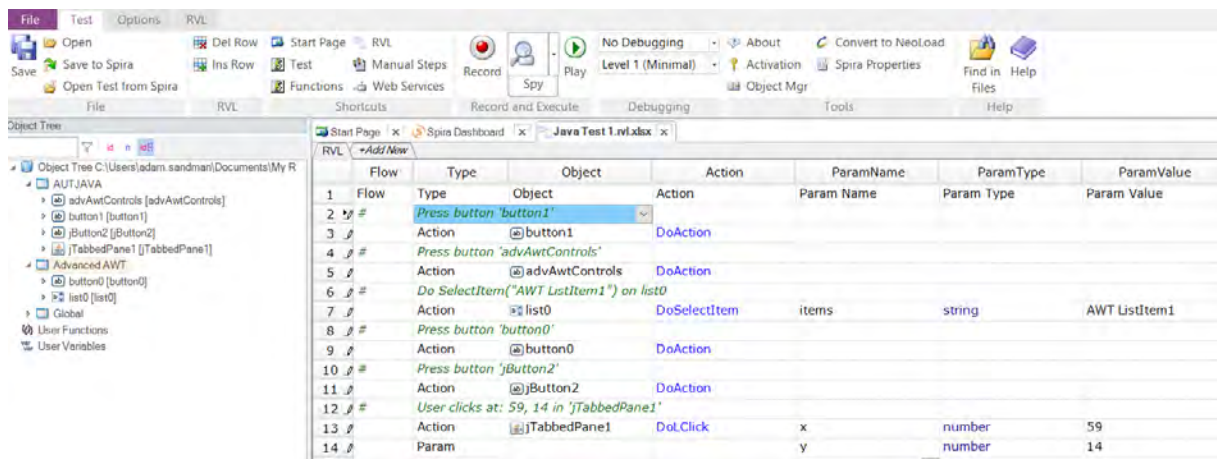 File Test Options RVL
Open Del Row Start Page RVL No Debugging About Convert to NeoLoad
Save Save to Spira Ins Row Test Manual Steps Record Spy Play Level 1 (Minimal) Activation Spira Properties Find in Files Help
Open Test from Spira Functions Web Services Object Mgr
File RVL Shortcuts Record and Execute Debugging Tools Help
Object Tree
Start Page x Spira Dashboard x Java Test 1.rvl.xlsx x
id n id
RVL +Add New
Object Tree C:\Users\adam.sandman\Documents\My R
AUTJAVA
advAwtControls [advAwtControls]
button1 [button1]
jButton2 [jButton2]
jTabbedPane1 [jTabbedPane1]
Advanced AWT
button0 [button0]
list0 [list0]
Global
User Functions
User Variables
Flow Type Object Action ParamName ParamType ParamValue
1 Flow Type Object Action Param Name Param Type Param Value
2 # Press button 'button1'
3 Action button1 DoAction
4 # Press button 'advAwtControls'
5 Action advAwtControls DoAction
6 # Do SelectItem("AWT ListItem1") on list0
7 Action list0 DoSelectItem items string AWT ListItem1
8 # Press button 'button0'
9 Action button0 DoAction
10 # Press button 'jButton2'
11 Action jButton2 DoAction
12 # User clicks at: 59, 14 in 'jTabbedPane1'
13 Action jTabbedPane1 DoLClick x number 59
14 Param y number 14